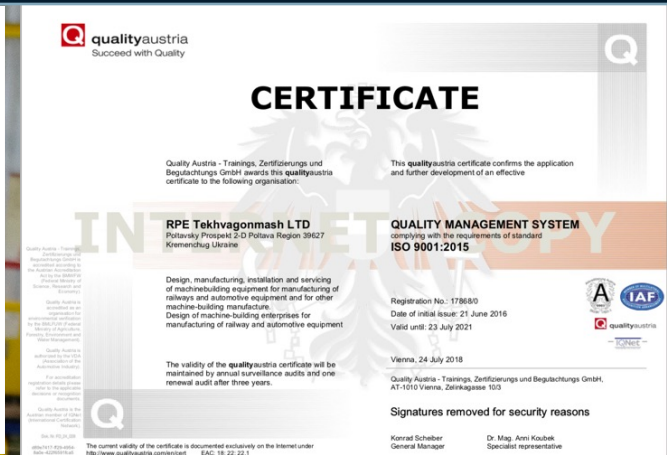 qualityaustria
Succeed with Quality
Q
CERTIFICATE
Quality Austria - Trainings, Zertifizierungs und
Begutachtungs GmbH awards this qualityaustria
certificate to the following organisation:
This qualityaustria certificate confirms the application
and further development of an effective
INTERNET COPY
RPE Tekhvagonmash LTD
Poltavsky Prospekt 2-D Poltava Region 39627
Kremenchug Ukraine
QUALITY MANAGEMENT SYSTEM
complying with the requirements of standard
ISO 9001:2015
Design, manufacturing, installation and servicing
of machinebuilding equipment for manufacturing of
railways and automotive equipment and for other
machine-building manufacture.
Design of machine-building enterprises for
manufacturing of railway and automotive equipment
Registration No.: 17868/0
Date of initial issue: 21 June 2016
Valid until: 23 July 2021
A
IAF
qualityaustria
IQNet
The validity of the qualityaustria certificate will be
maintained by annual surveillance audits and one
renewal audit after three years.
Vienna, 24 July 2018
Quality Austria - Trainings, Zertifizierungs und Begutachtungs GmbH,
AT-1010 Vienna, Zelinkagasse 10/3
Signatures removed for security reasons
Konrad Scheiber
General Manager
Dr. Mag. Anni Koubek
Specialist representative
Q
The current validity of the certificate is documented exclusively on the Internet under
http://www.qualityaustria.com/en/cert EAC: 18; 22; 22.1